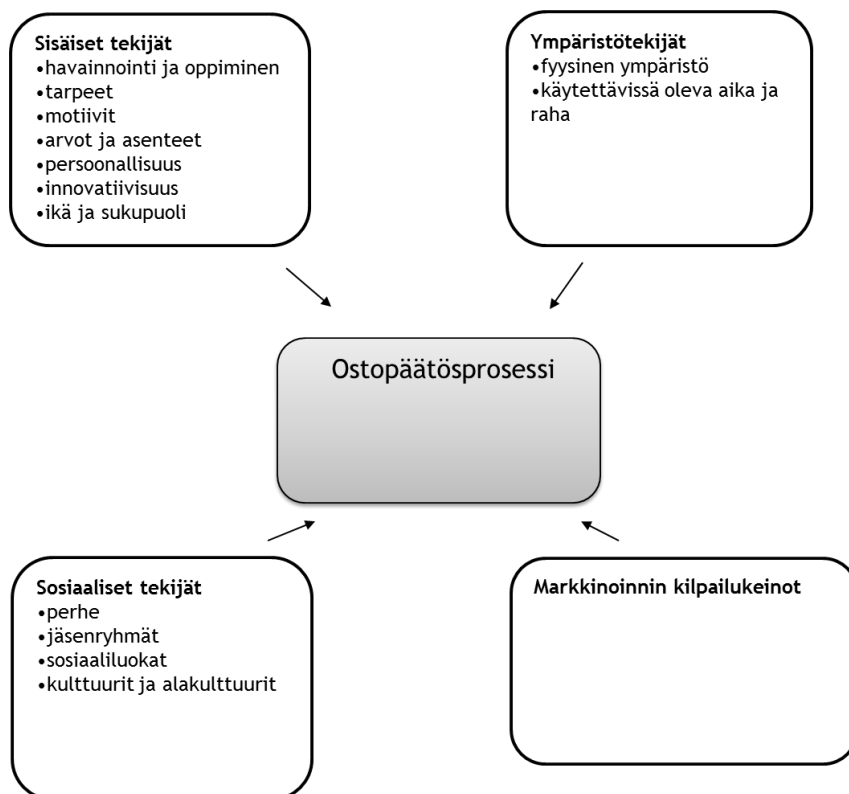 Sisäiset tekijät
•havainnointi ja oppiminen
•tarpeet
•motiivit
•arvot ja asenteet
•persoonallisuus
•innovatiivisuus
•ikä ja sukupuoli
Ympäristötekijät
•fyysinen ympäristö
•käytettävissä oleva aika ja
raha
Ostopäätösprosessi
Sosiaaliset tekijät
•perhe
•jäsenryhmät
•sosiaaliluokat
•kulttuurit ja alakulttuurit
Markkinoinnin kilpailukeinot